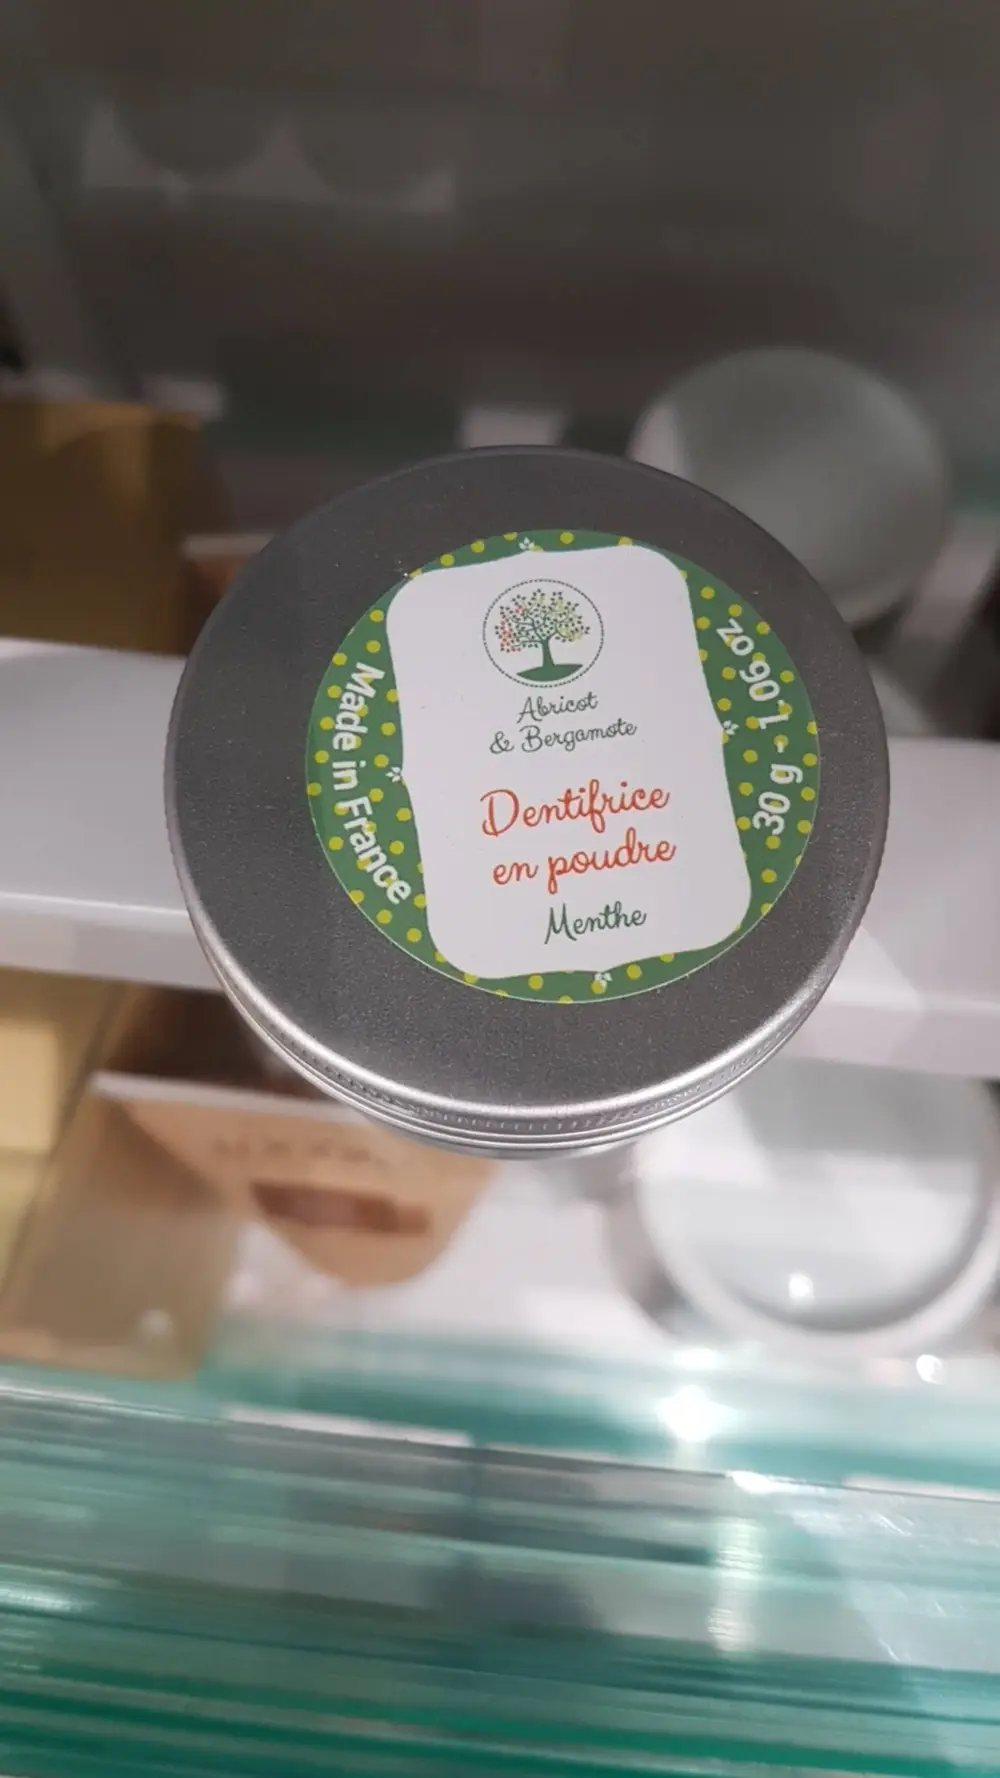 Abricot
& Bergamote
Dentifrice
en poudre
Menthe
Made in France
30 g - 1.06 oz